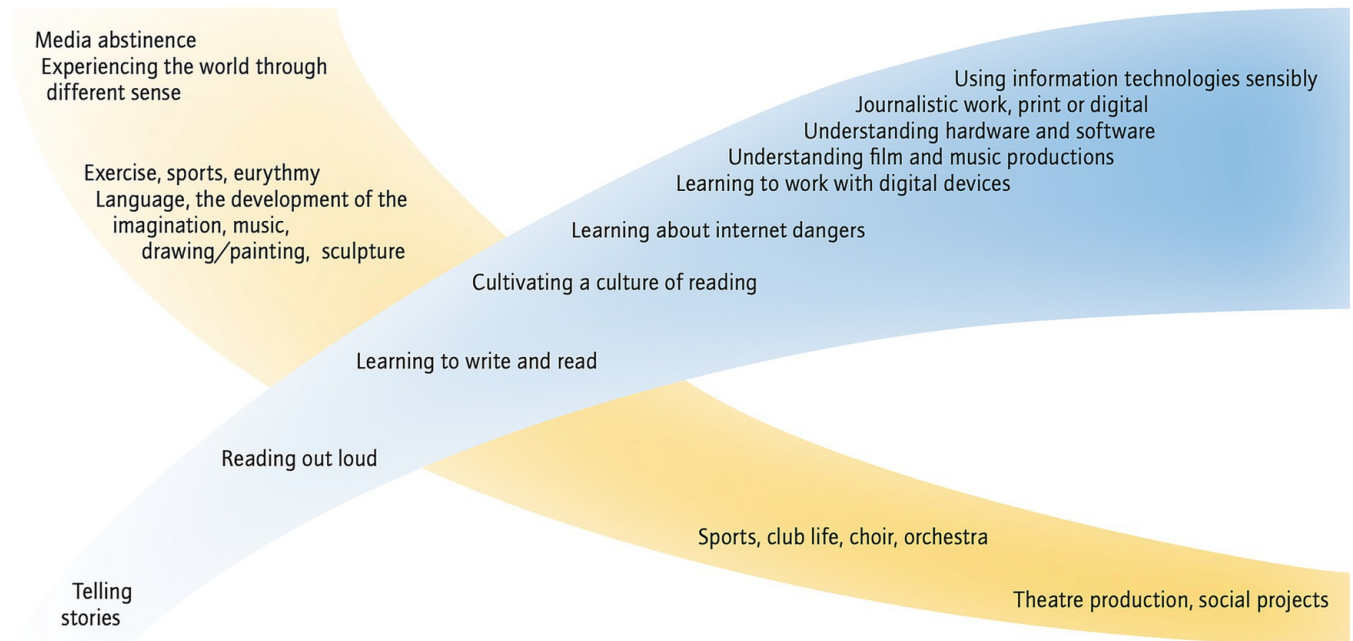 Media abstinence
Experiencing the world through
different sense
Exercise, sports, eurythmy
Language, the development of the
imagination, music,
drawing/painting, sculpture
Using information technologies sensibly
Journalistic work, print or digital
Understanding hardware and software
Understanding film and music productions
Learning to work with digital devices
Learning about internet dangers
Cultivating a culture of reading
Learning to write and read
Reading out loud
Telling
stories
Sports, club life, choir, orchestra
Theatre production, social projects